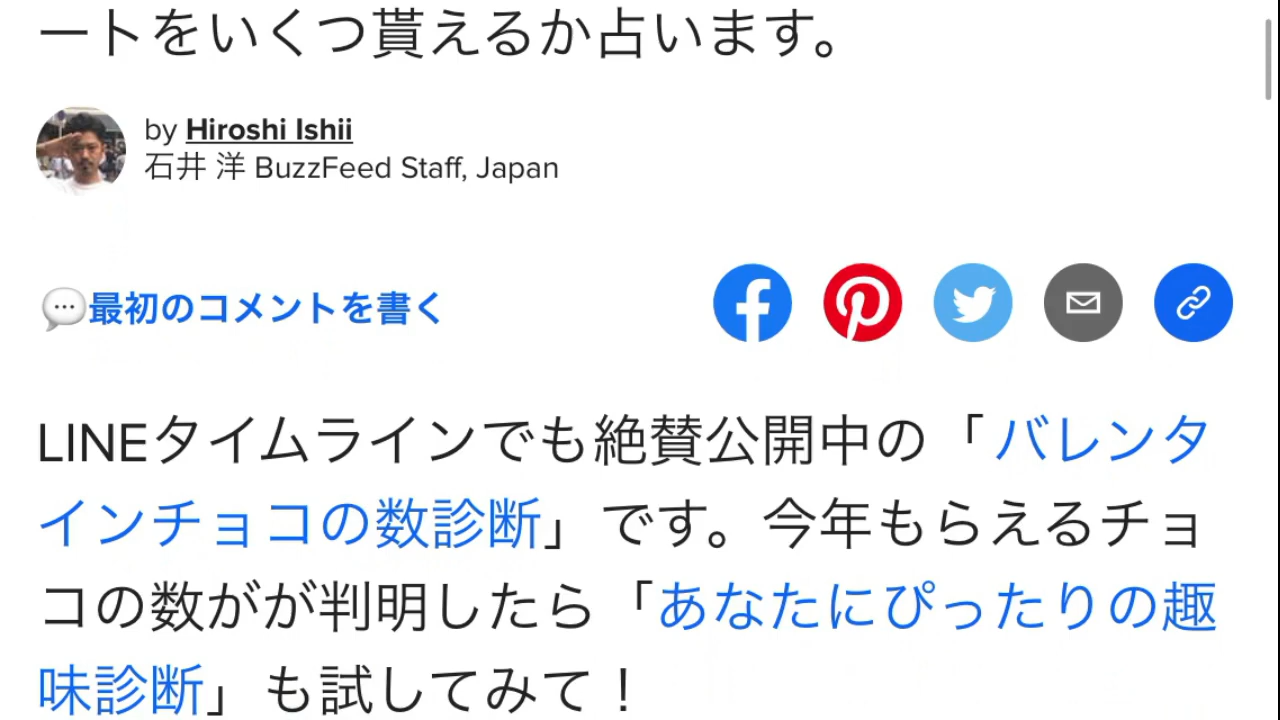 ートをいくつ貰えるか占います。
by Hiroshi Ishii
石井 洋 BuzzFeed Staff, Japan
最初のコメントを書く
LINEタイムラインでも絶賛公開中の「バレンタ
インチョコの数診断」です。今年もらえるチョ
コの数がが判明したら「あなたにぴったりの趣
味診断」も試してみて！